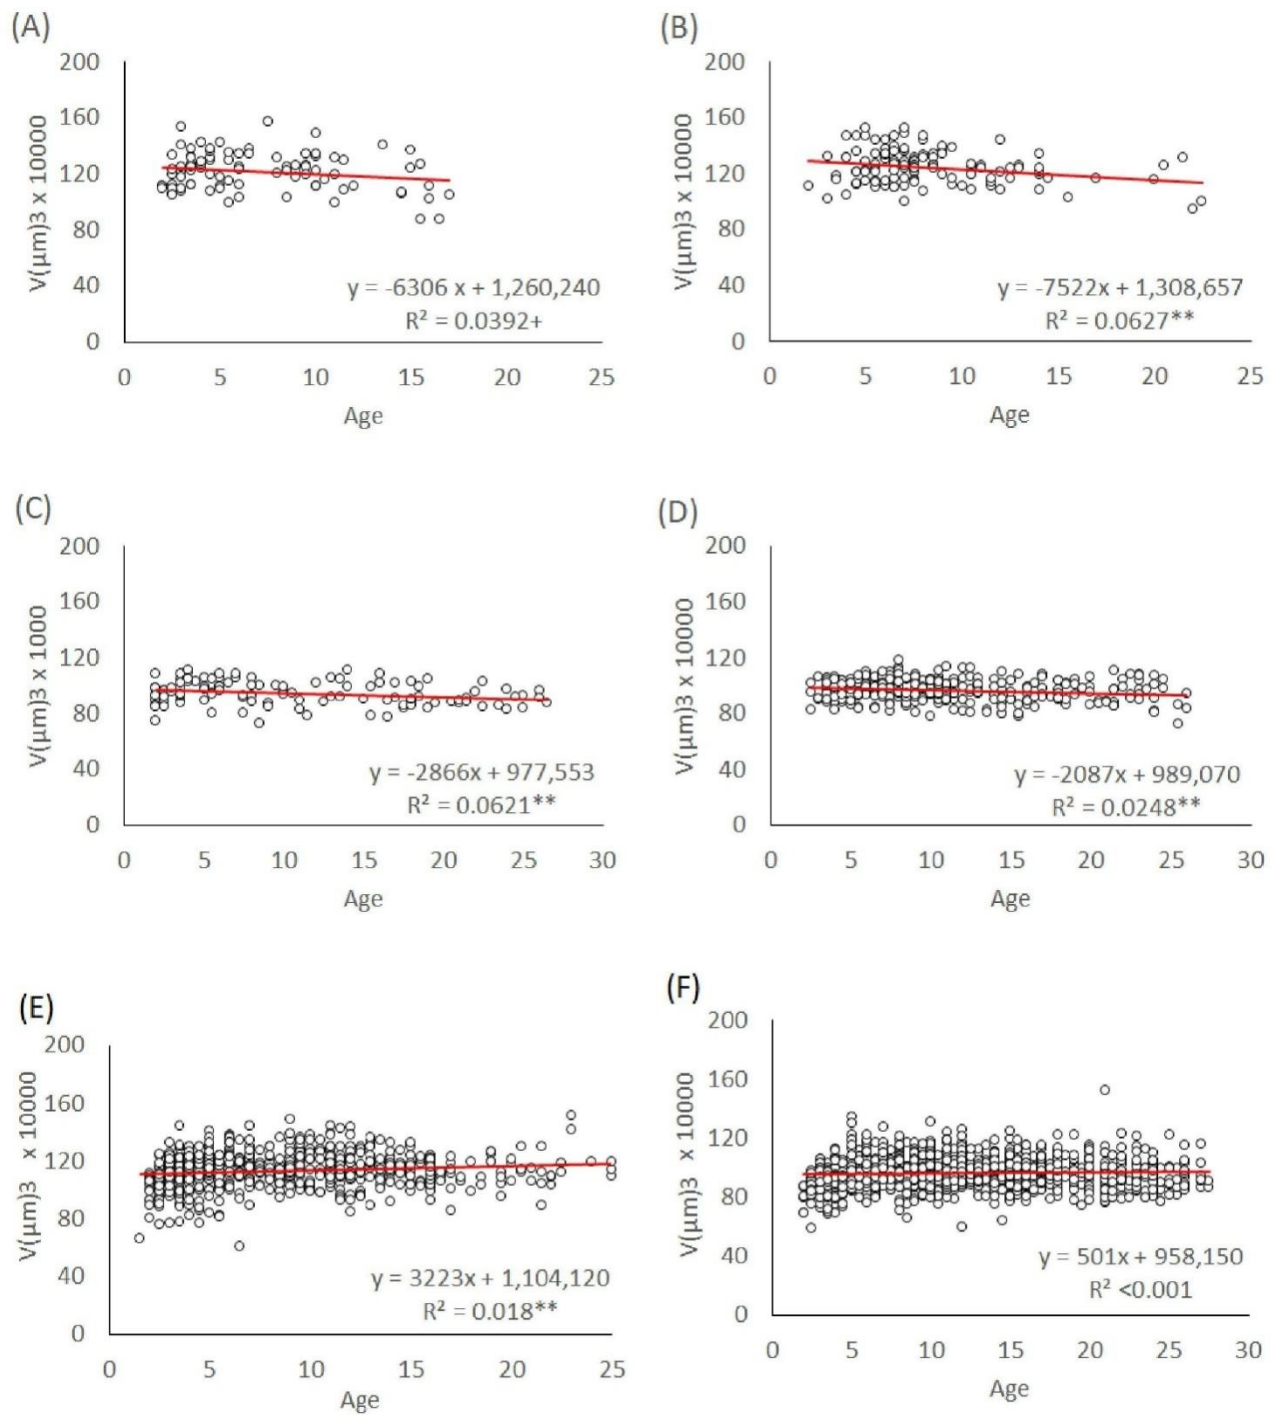 (A)
V(µm)3 x 10000
200
160
120
80
40
0
y = -6306 x + 1,260,240
R² = 0.0392+
0 5 10 15 20 25
Age
(B)
V(µm)3 x 10000
200
160
120
80
40
0
y = -7522x + 1,308,657
R² = 0.0627**
0 5 10 15 20 25
Age
(C)
V(µm)3 x 1000
200
160
120
80
40
0
y = -2866x + 977,553
R² = 0.0621**
0 5 10 15 20 25 30
Age
(D)
V(µm)3 x 10000
200
160
120
80
40
0
y = -2087x + 989,070
R² = 0.0248**
0 5 10 15 20 25 30
Age
(E)
V(µm)3 x 10000
200
160
120
80
40
0
y = 3223x + 1,104,120
R² = 0.018**
0 5 10 15 20 25
Age
(F)
V(µm)3 x 10000
200
160
120
80
40
0
y = 501x + 958,150
R² <0.001
0 5 10 15 20 25 30
Age